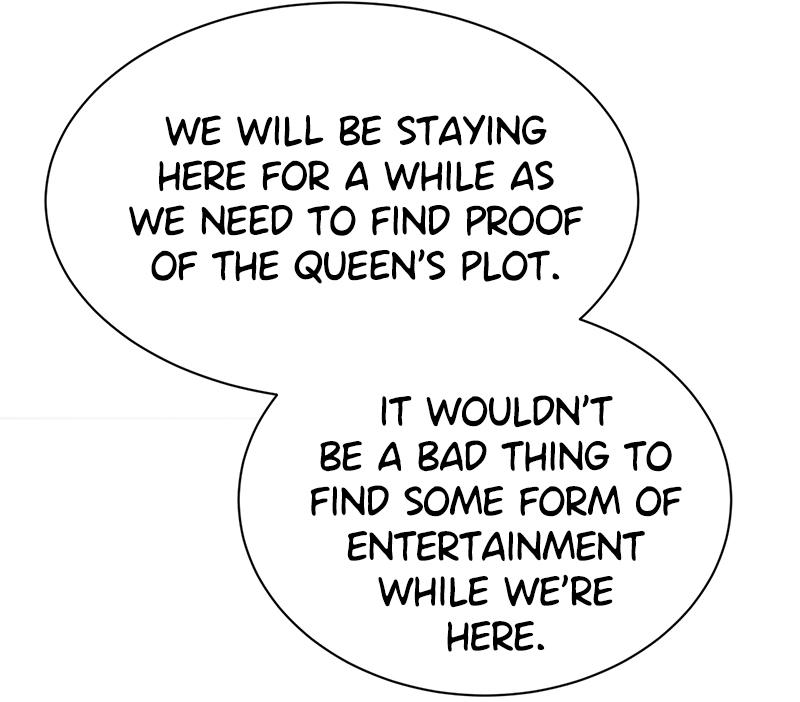 WE WILL BE STAYING
HERE FOR A WHILE AS
WE NEED TO FIND PROOF
OF THE QUEEN'S PLOT.
IT WOULDN'T
BE A BAD THING TO
FIND SOME FORM OF
ENTERTAINMENT
WHILE WE'RE
HERE.